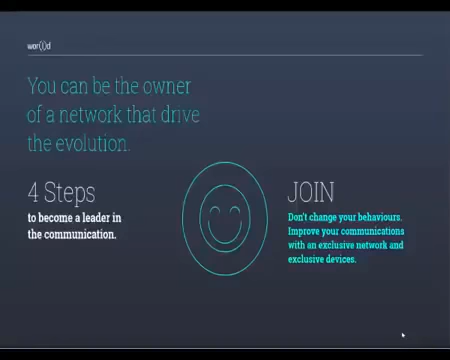 wor(l)d
You can be the owner
of a network that drive
the evolution.
4 Steps
to become a leader in
the communication.
JOIN
Don't change your behaviours.
Improve your communications
with an exclusive network and
exclusive devices.